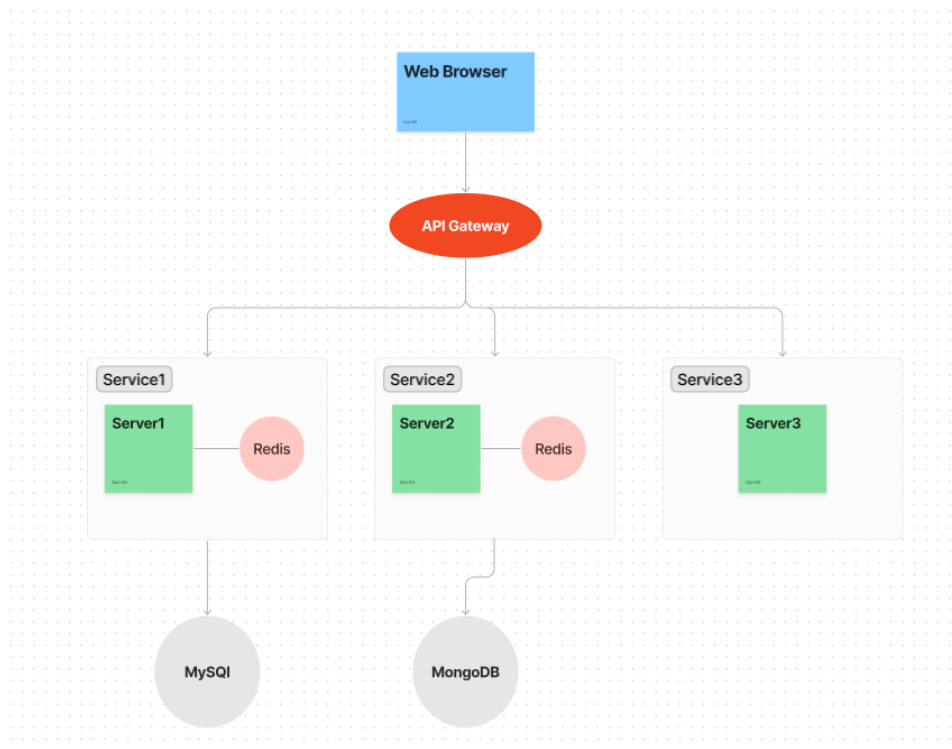 Web Browser
API Gateway
Service1
Service2
Service3
Server1
Redis
Server2
Redis
Server3
MySQl
MongoDB